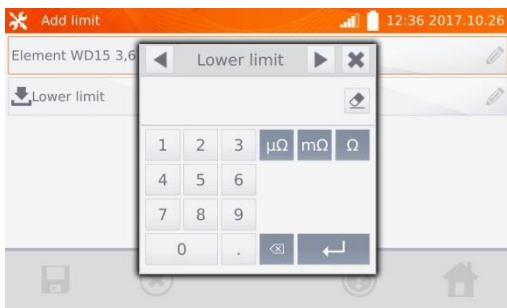 Add limit 12:36 2017.10.26
Element WD15 3,6
Lower limit
Lower limit
1 2 3 μΩ mΩ Ω
4 5 6
7 8 9
0 .